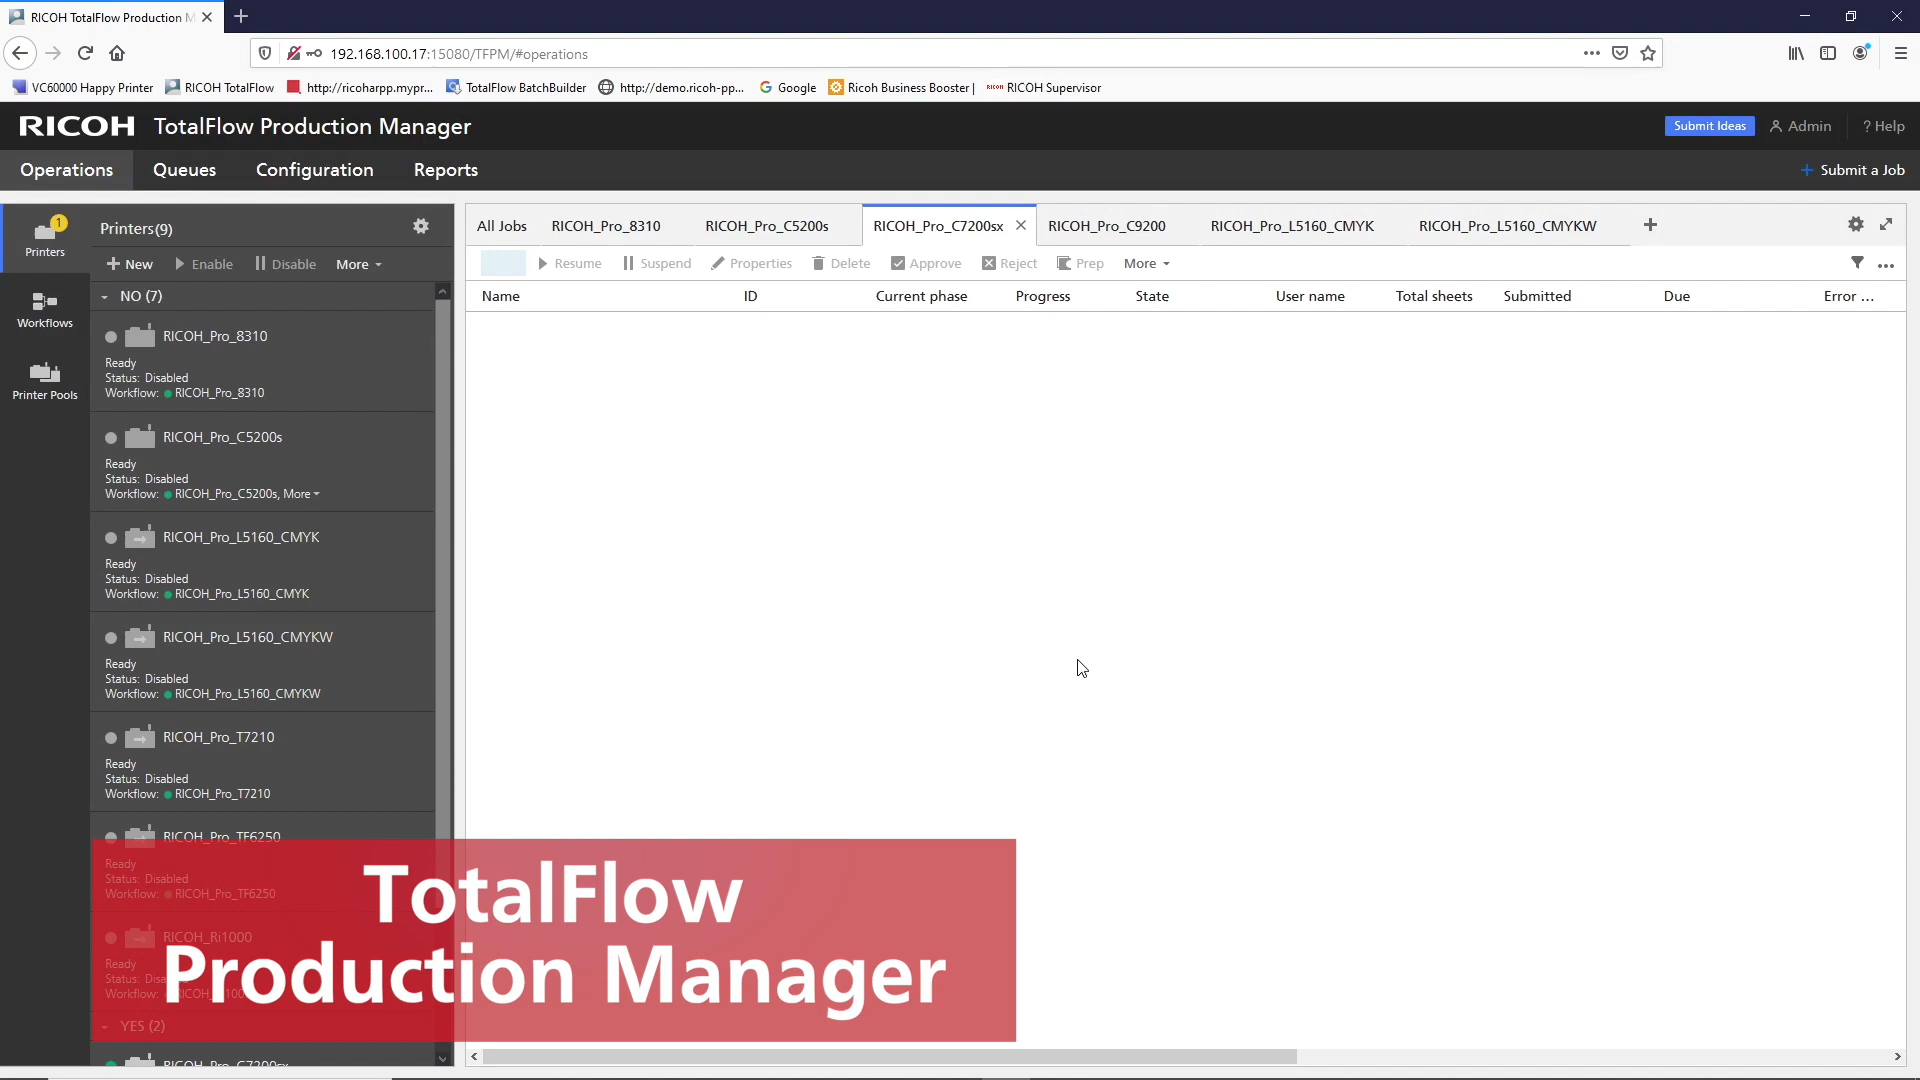 RICOH TotalFlow Production M
192.168.100.17:15080/TFPM/#operations
VC60000 Happy Printer
RICOH TotalFlow
http://ricoharpp.mypr...
TotalFlow BatchBuilder
http://demo.ricoh-pp...
Google
Ricoh Business Booster |
RICOH Supervisor
RICOH TotalFlow Production Manager
Submit Ideas
Admin
? Help
Operations
Queues
Configuration
Reports
+ Submit a Job
1
Printers
Workflows
Printer Pools
Printers(9)
+ New
Enable
Disable
More
NO (7)
RICOH_Pro_8310
Ready
Status: Disabled
Workflow: RICOH_Pro_8310
RICOH_Pro_C5200s
Ready
Status: Disabled
Workflow: RICOH_Pro_C5200s, More
RICOH_Pro_L5160_CMYK
Ready
Status: Disabled
Workflow: RICOH_Pro_L5160_CMYK
RICOH_Pro_L5160_CMYKW
Ready
Status: Disabled
Workflow: RICOH_Pro_L5160_CMYKW
RICOH_Pro_T7210
Ready
Status: Disabled
Workflow: RICOH_Pro_T7210
RICOH_Pro_TF6250
Ready
Status: Disabled
Workflow: RICOH_Pro_TF6250
RICOH_Ri1000
Ready
Status:
Workflow:
YES (2)
RICOH_Pro_C7200sx
All Jobs
RICOH_Pro_8310
RICOH_Pro_C5200s
RICOH_Pro_C7200sx
RICOH_Pro_C9200
RICOH_Pro_L5160_CMYK
RICOH_Pro_L5160_CMYKW
Resume
Suspend
Properties
Delete
Approve
Reject
Prep
More
Name
ID
Current phase
Progress
State
User name
Total sheets
Submitted
Due
Error ...
TotalFlow
Production Manager